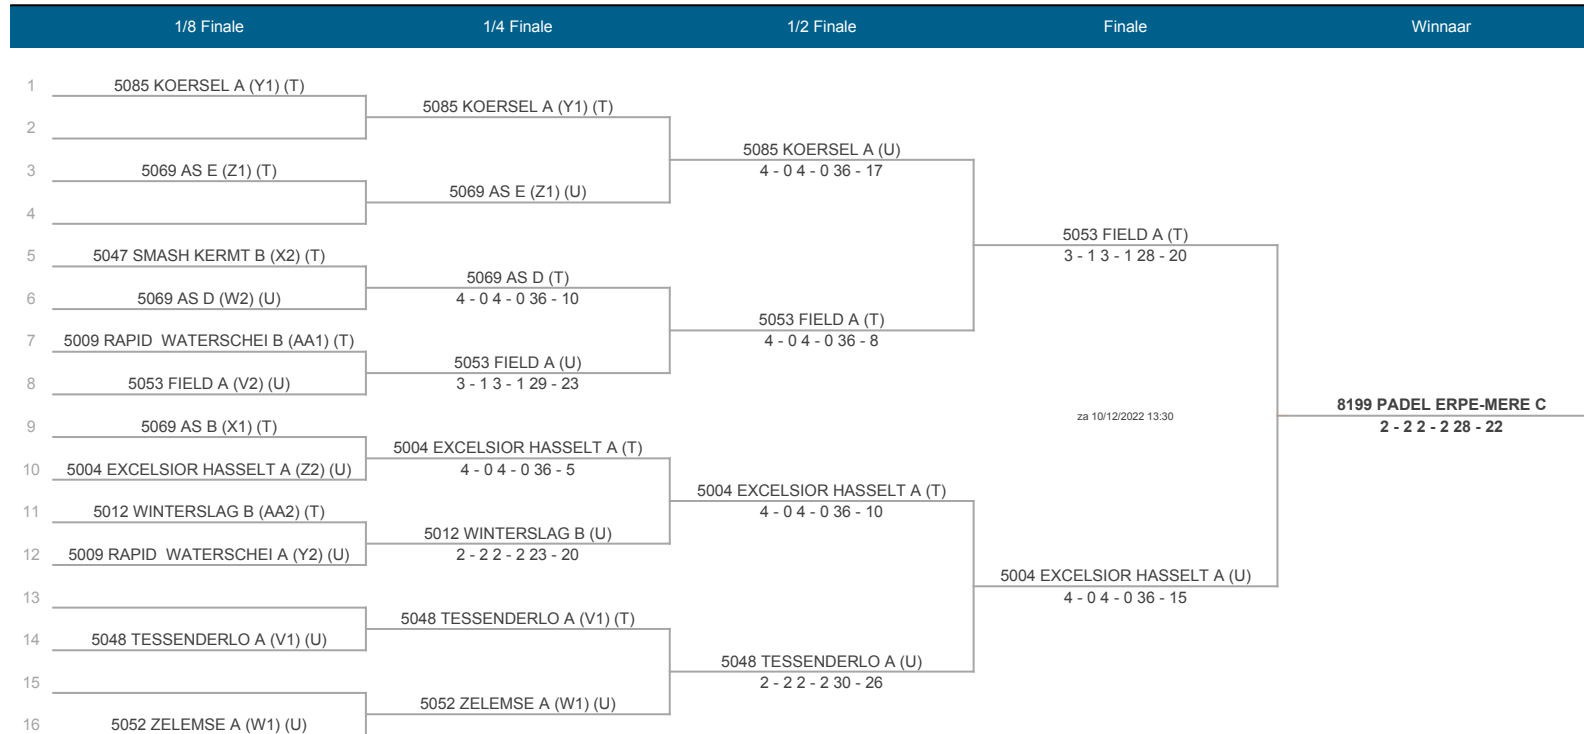 1/8 Finale 1/4 Finale 1/2 Finale Finale Winnaar
1 5085 KOERSEL A (Y1) (T)
5085 KOERSEL A (Y1) (T)
2
5085 KOERSEL A (U)
3 5069 AS E (Z1) (T)
4 - 0 4 - 0 36 - 17
5069 AS E (Z1) (U)
4
5053 FIELD A (T)
5 5047 SMASH KERMT B (X2) (T)
3 - 1 3 - 1 28 - 20
5069 AS D (T)
6 5069 AS D (W2) (U)
4 - 0 4 - 0 36 - 10
5053 FIELD A (T)
7 5009 RAPID WATERSCHEI B (AA1) (T)
4 - 0 4 - 0 36 - 8
5053 FIELD A (U)
8 5053 FIELD A (V2) (U)
3 - 1 3 - 1 29 - 23
8199 PADEL ERPE-MERE C
za 10/12/2022 13:30
9 5069 AS B (X1) (T)
2 - 2 2 - 2 28 - 22
5004 EXCELSIOR HASSELT A (T)
10 5004 EXCELSIOR HASSELT A (Z2) (U)
4 - 0 4 - 0 36 - 5
5004 EXCELSIOR HASSELT A (T)
11 5012 WINTERSLAG B (AA2) (T)
4 - 0 4 - 0 36 - 10
5012 WINTERSLAG B (U)
12 5009 RAPID WATERSCHEI A (Y2) (U)
2 - 2 2 - 2 23 - 20
5004 EXCELSIOR HASSELT A (U)
13
4 - 0 4 - 0 36 - 15
5048 TESSENDERLO A (V1) (T)
14 5048 TESSENDERLO A (V1) (U)
5048 TESSENDERLO A (U)
15
2 - 2 2 - 2 30 - 26
5052 ZELEMSE A (W1) (U)
16 5052 ZELEMSE A (W1) (U)